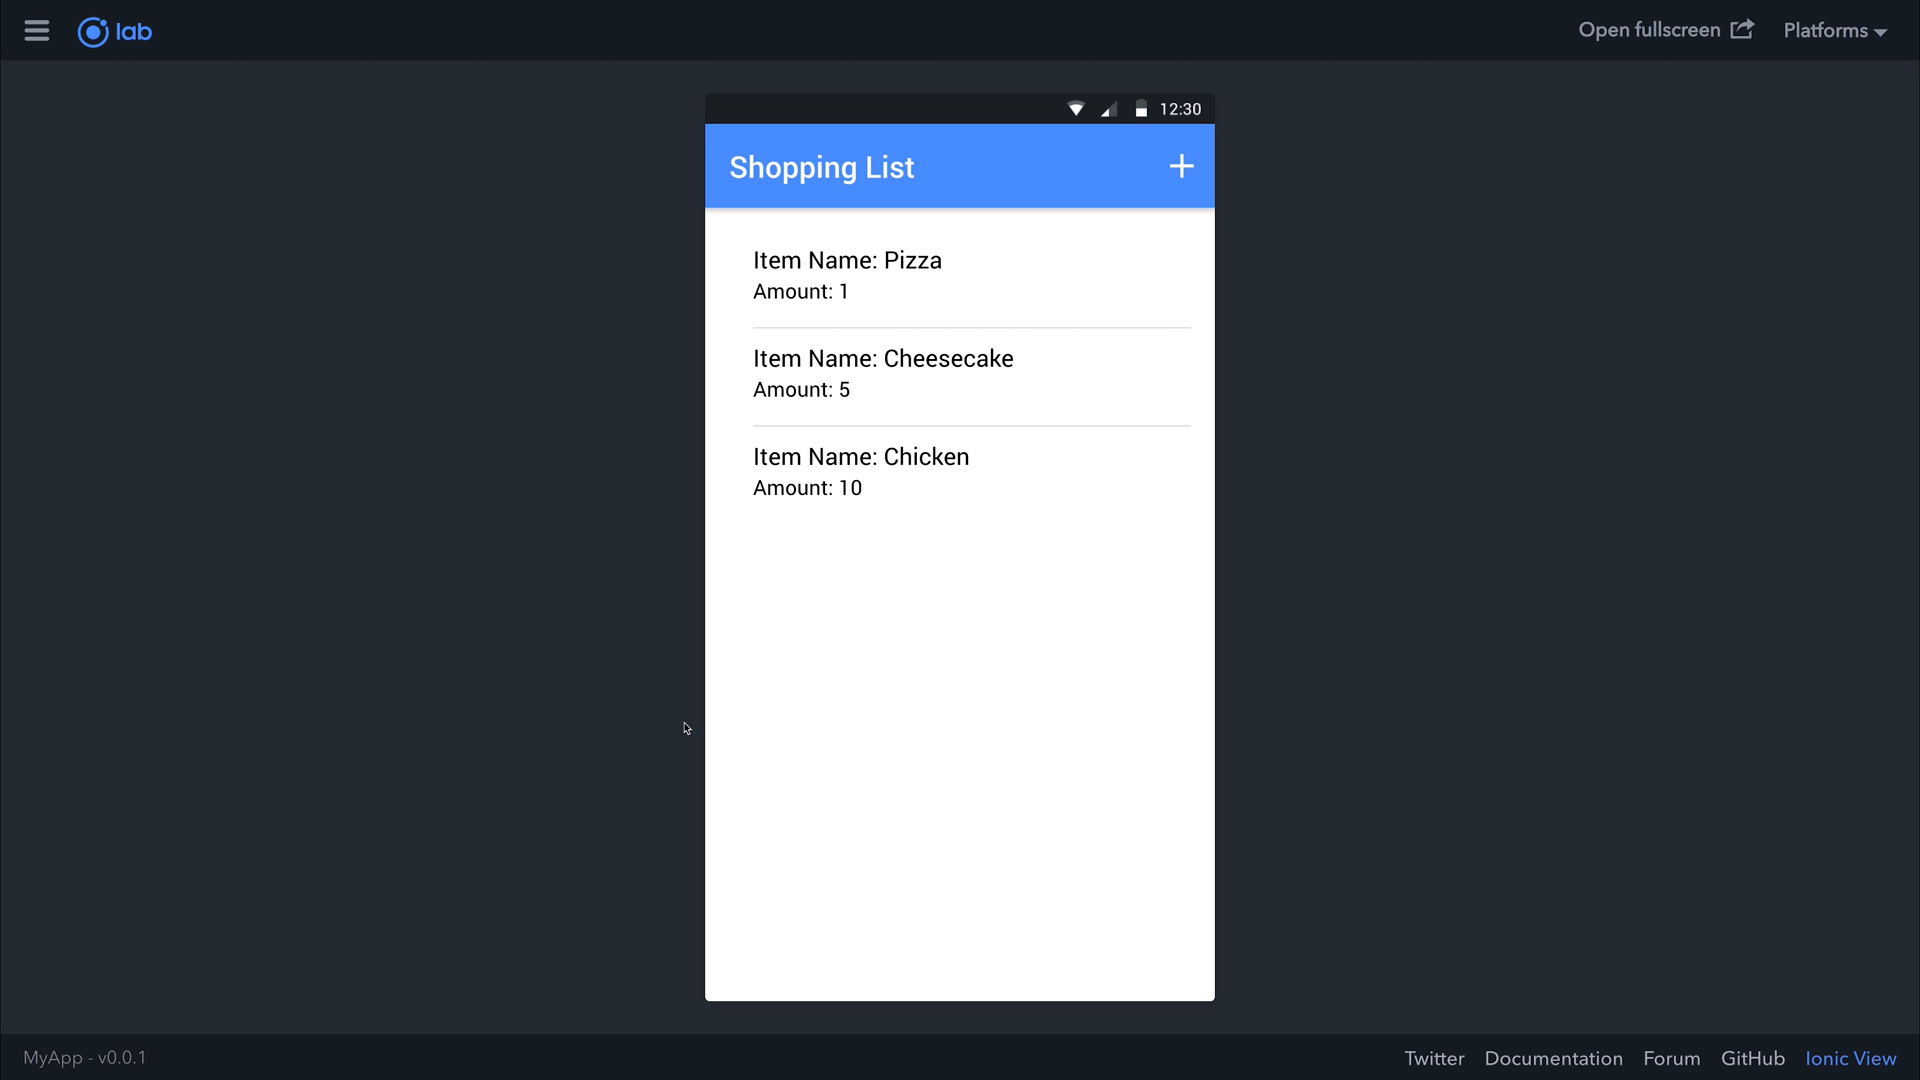 lab
Open fullscreen
Platforms
12:30
Shopping List
Item Name: Pizza
Amount: 1
Item Name: Cheesecake
Amount: 5
Item Name: Chicken
Amount: 10
MyApp - v0.0.1
Twitter Documentation Forum GitHub Ionic View